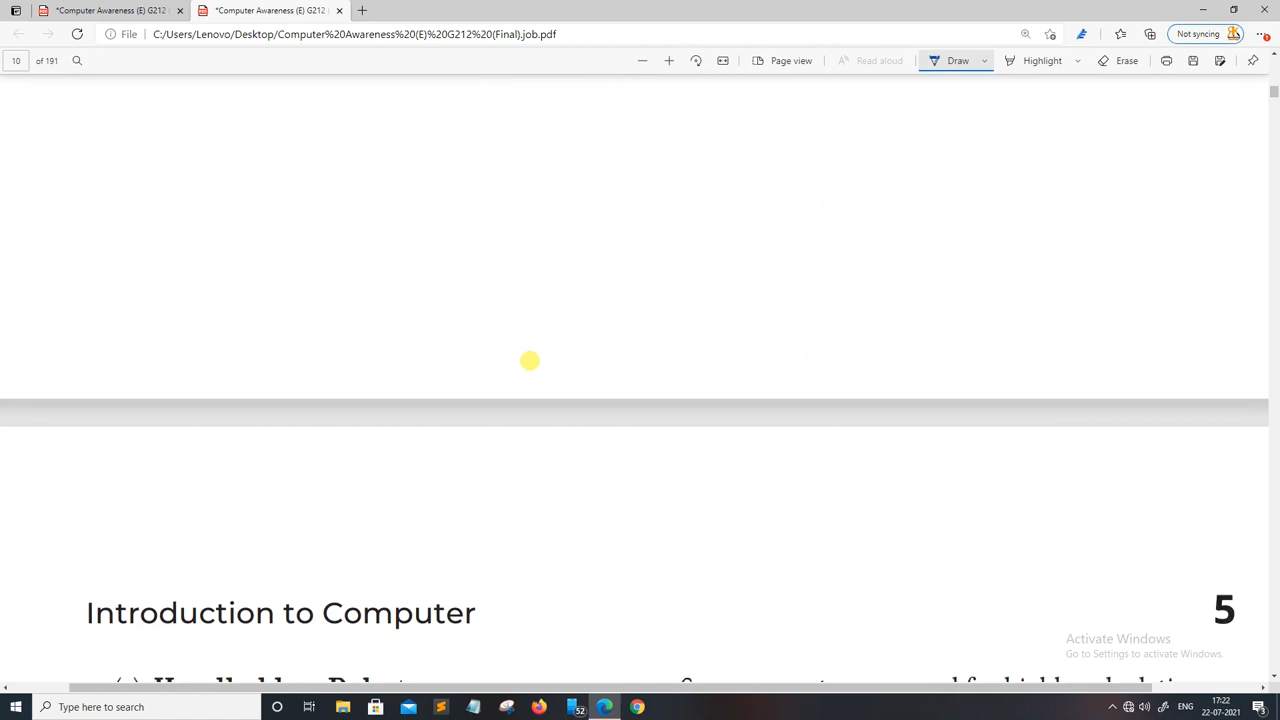 *Computer Awareness (E) G212
*Computer Awareness (E) G212
File
C:/Users/Lenovo/Desktop/Computer%20Awareness%20(E)%20G212%20(Final).job.pdf
Not syncing
10 of 191
Page view
Read aloud
Draw
Highlight
Erase
Introduction to Computer
5
Activate Windows
Go to Settings to activate Windows.
Type here to search
52
ENG
17:22
22-07-2021
3